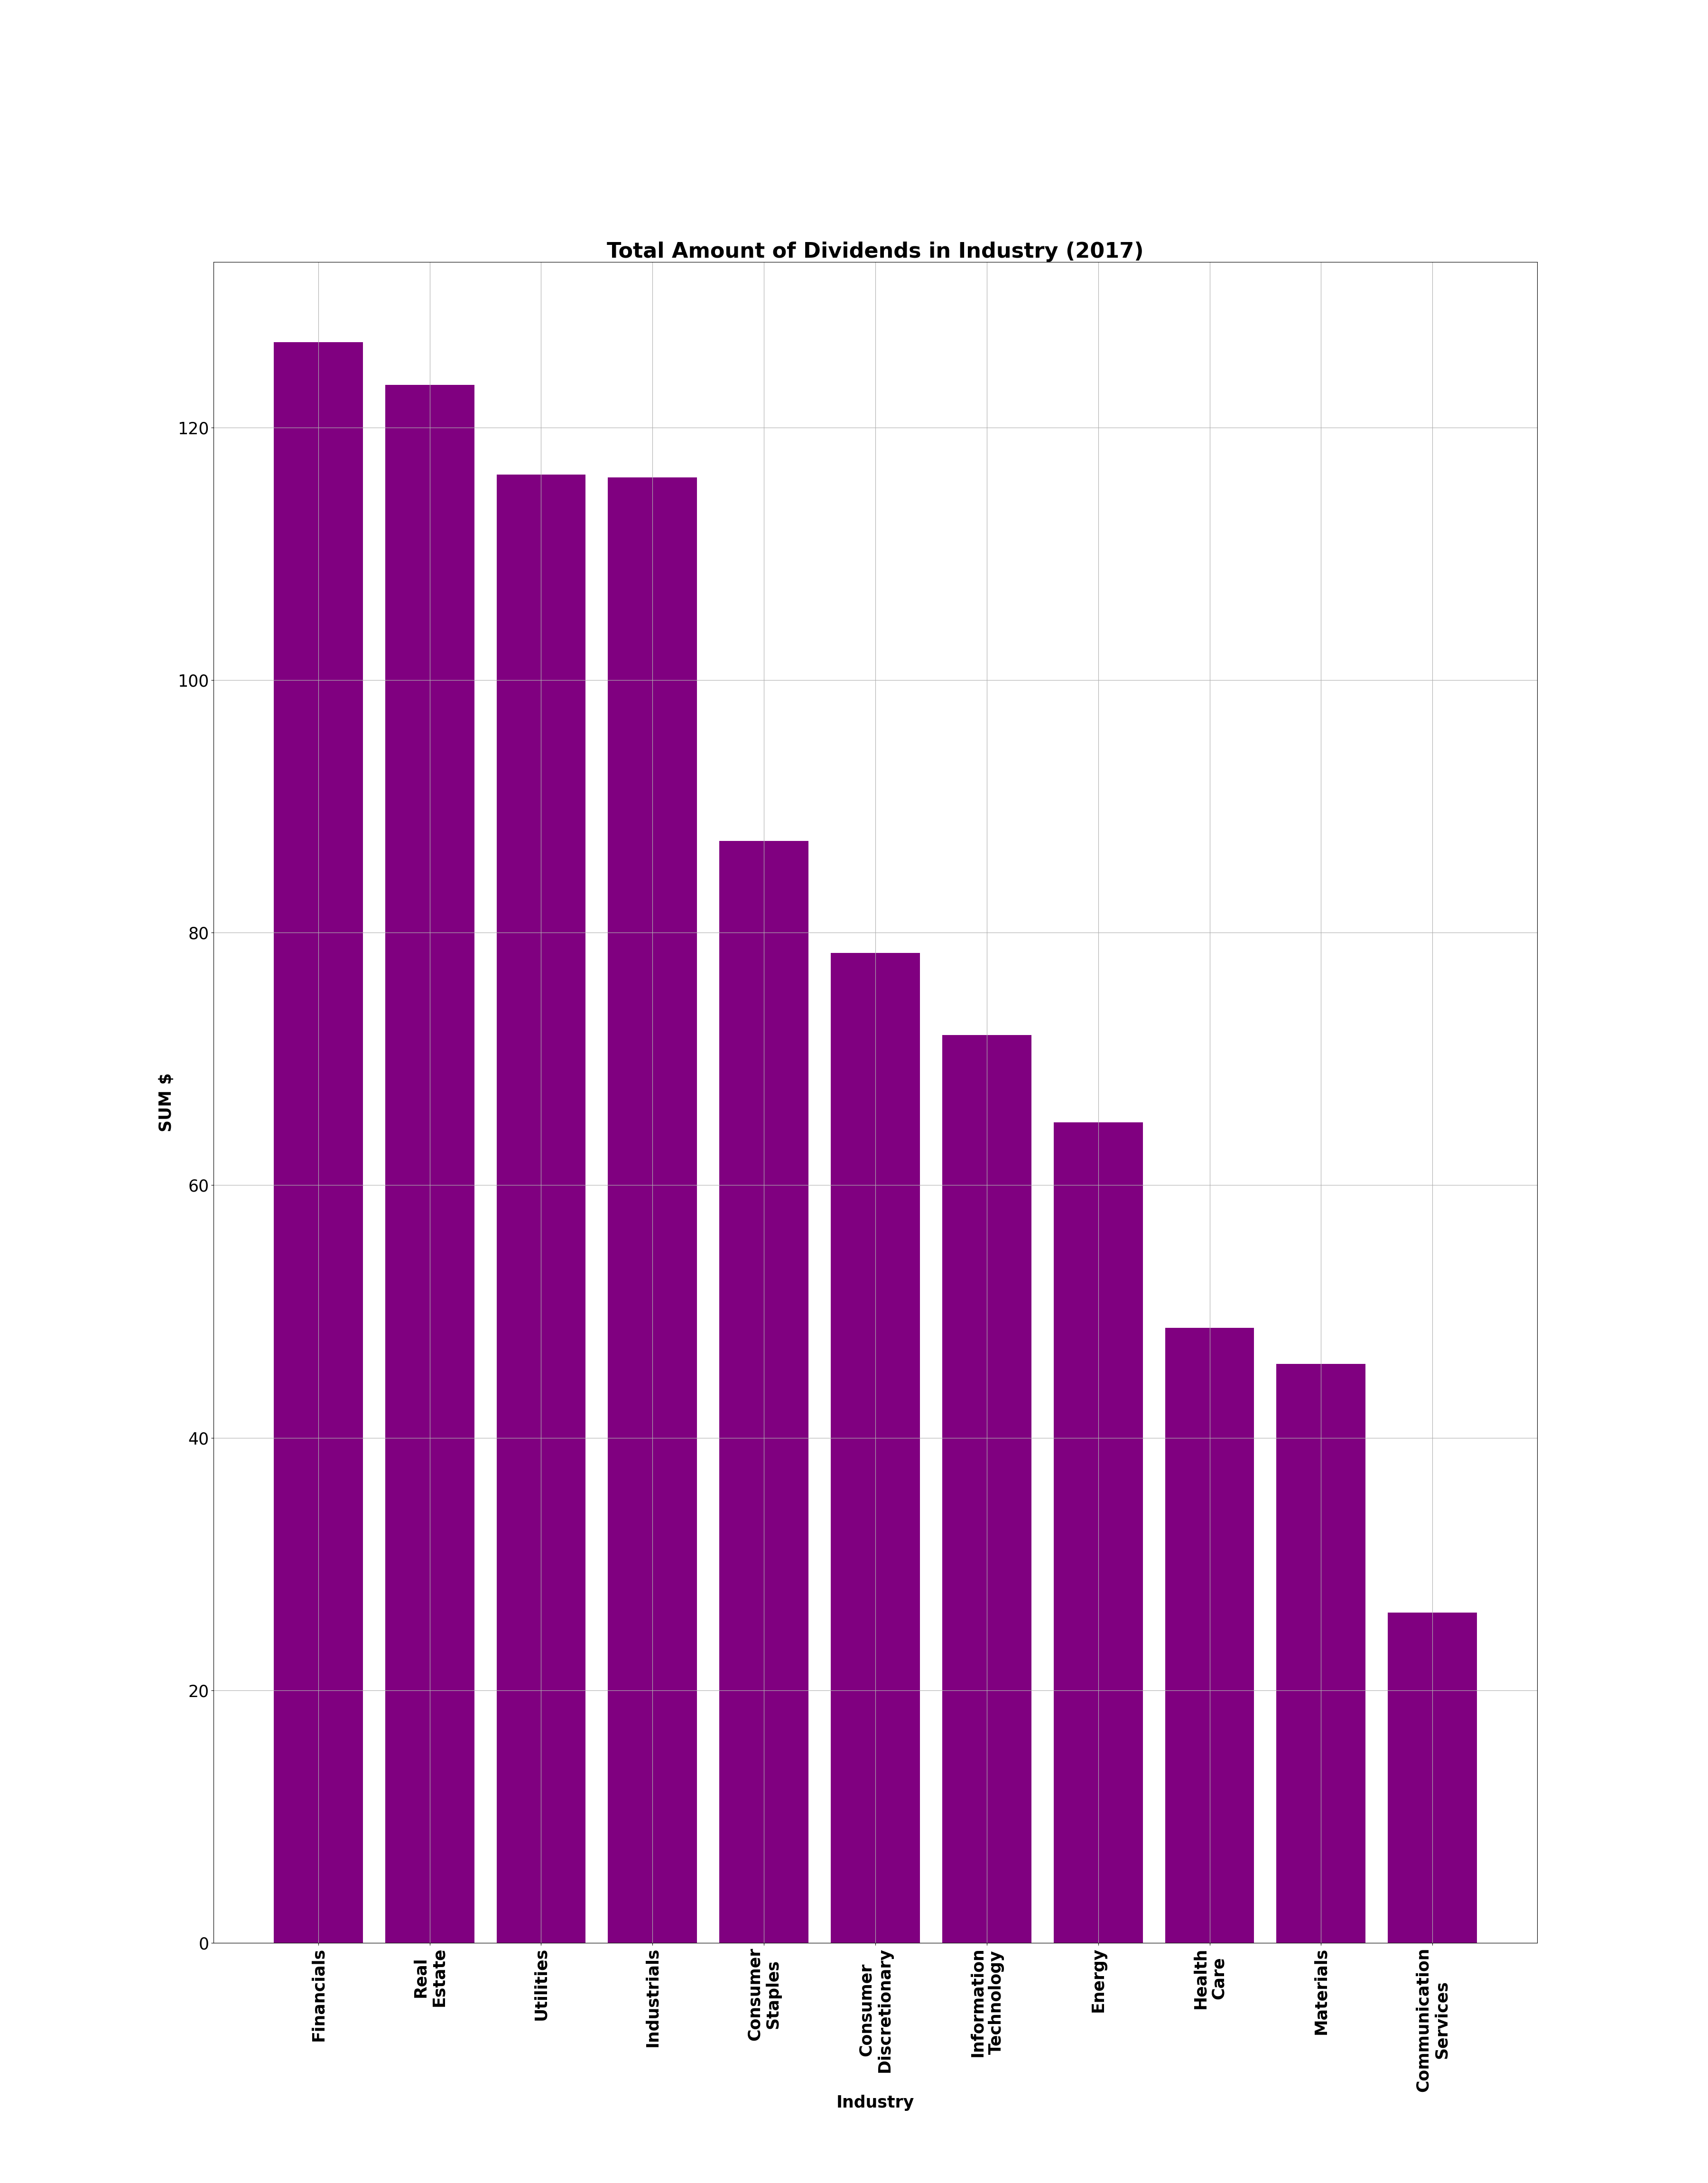 Total Amount of Dividends in Industry (2017)
120
100
80
60
40
20
0
SUM $
Financials
Real
Estate
Utilities
Industrials
Consumer
Staples
Consumer
Discretionary
Information
Technology
Energy
Health
Care
Materials
Communication
Services
Industry